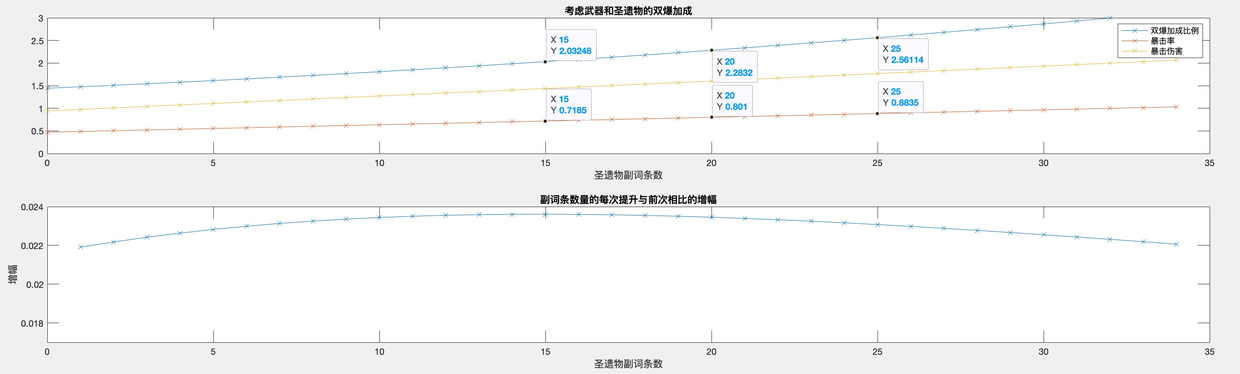 考虑武器和圣遗物的双爆加成
3
2.5
2
1.5
1
0.5
0
0 5 10 15 20 25 30 35
X 15
Y 2.03248
X 20
Y 2.2832
X 25
Y 2.56114
X 15
Y 0.7185
X 20
Y 0.801
X 25
Y 0.8835
双爆加成比例
暴击率
暴击伤害
圣遗物副词条数
副词条数量的每次提升与前次相比的增幅
0.024
0.022
0.02
0.018
增幅
0 5 10 15 20 25 30 35
圣遗物副词条数